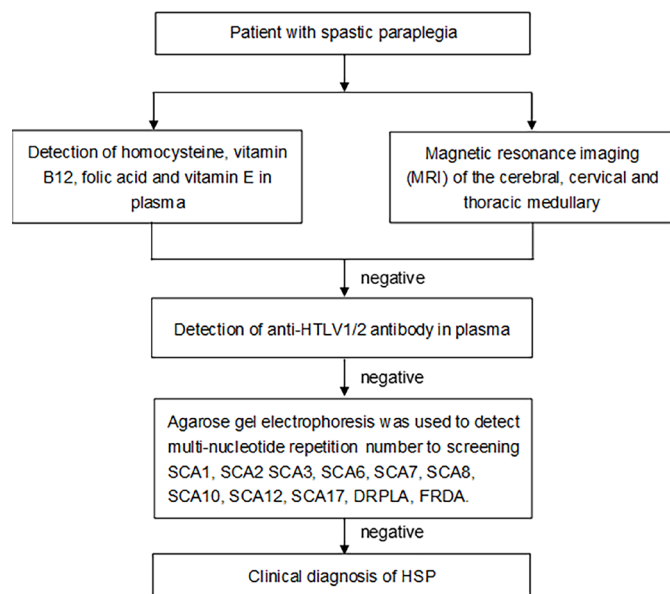 Patient with spastic paraplegia
Detection of homocysteine, vitamin
B12, folic acid and vitamin E in
plasma
Magnetic resonance imaging
(MRI) of the cerebral, cervical and
thoracic medullary
negative
Detection of anti-HTLV1/2 antibody in plasma
negative
Agarose gel electrophoresis was used to detect
multi-nucleotide repetition number to screening
SCA1, SCA2 SCA3, SCA6, SCA7, SCA8,
SCA10, SCA12, SCA17, DRPLA, FRDA.
negative
Clinical diagnosis of HSP